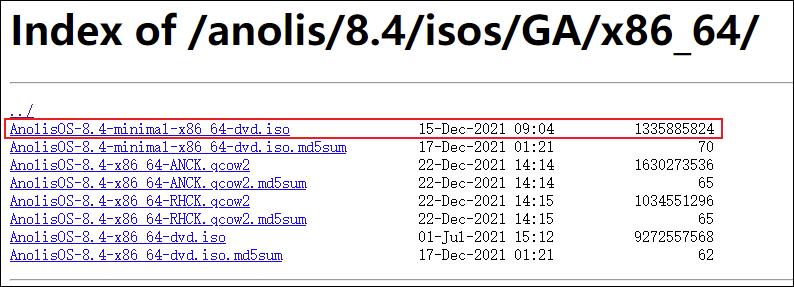 Index of /anolis/8.4/isos/GA/x86_64/
../
AnolisOS-8.4-minimal-x86_64-dvd.iso 15-Dec-2021 09:04 1335885824
AnolisOS-8.4-minimal-x86_64-dvd.iso.md5sum 17-Dec-2021 01:21 70
AnolisOS-8.4-x86_64-ANCK.qcow2 22-Dec-2021 14:14 1630273536
AnolisOS-8.4-x86_64-ANCK.qcow2.md5sum 22-Dec-2021 14:14 65
AnolisOS-8.4-x86_64-RHCK.qcow2 22-Dec-2021 14:15 1034551296
AnolisOS-8.4-x86_64-RHCK.qcow2.md5sum 22-Dec-2021 14:15 65
AnolisOS-8.4-x86_64-dvd.iso 01-Jul-2021 15:12 9272557568
AnolisOS-8.4-x86_64-dvd.iso.md5sum 17-Dec-2021 01:21 62